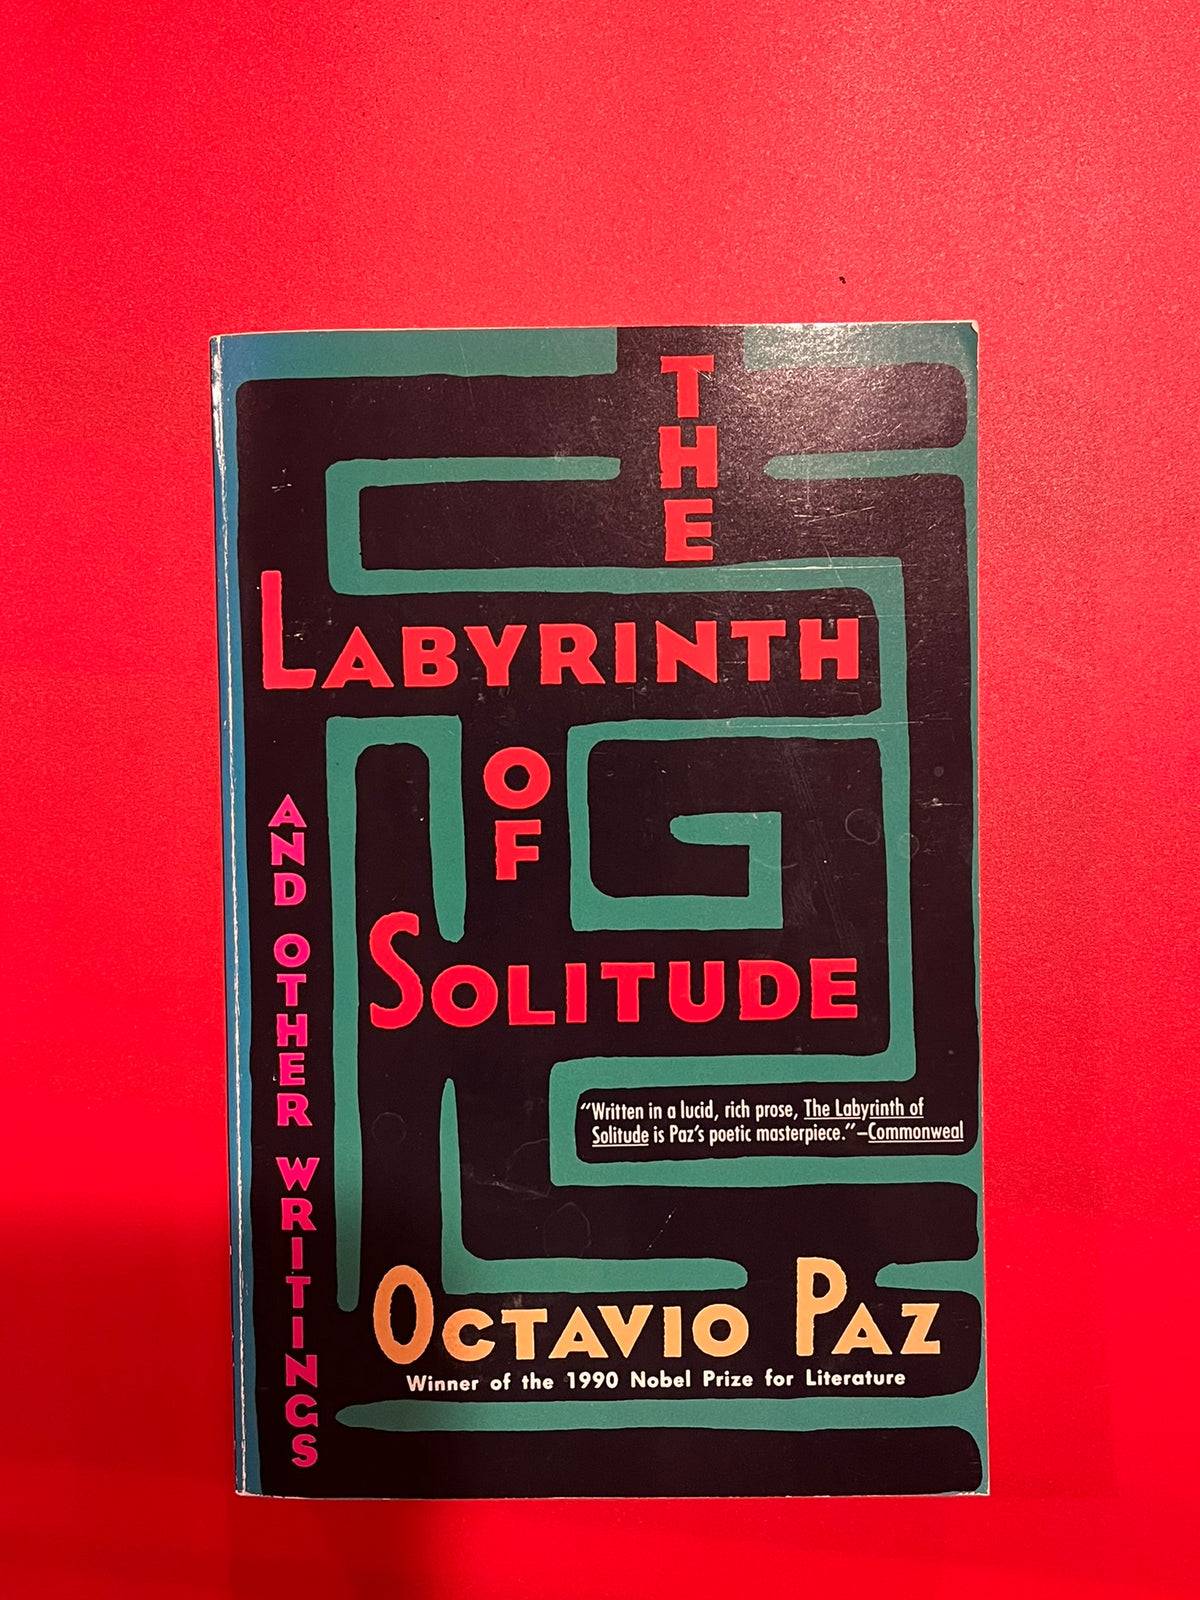 THE
LABYRINTH
OF
SOLITUDE
AND OTHER WRITINGS
"Written in a lucid, rich prose, The Labyrinth of
Solitude is Paz's poetic masterpiece."–Commonweal
OCTAVIO PAZ
Winner of the 1990 Nobel Prize for Literature